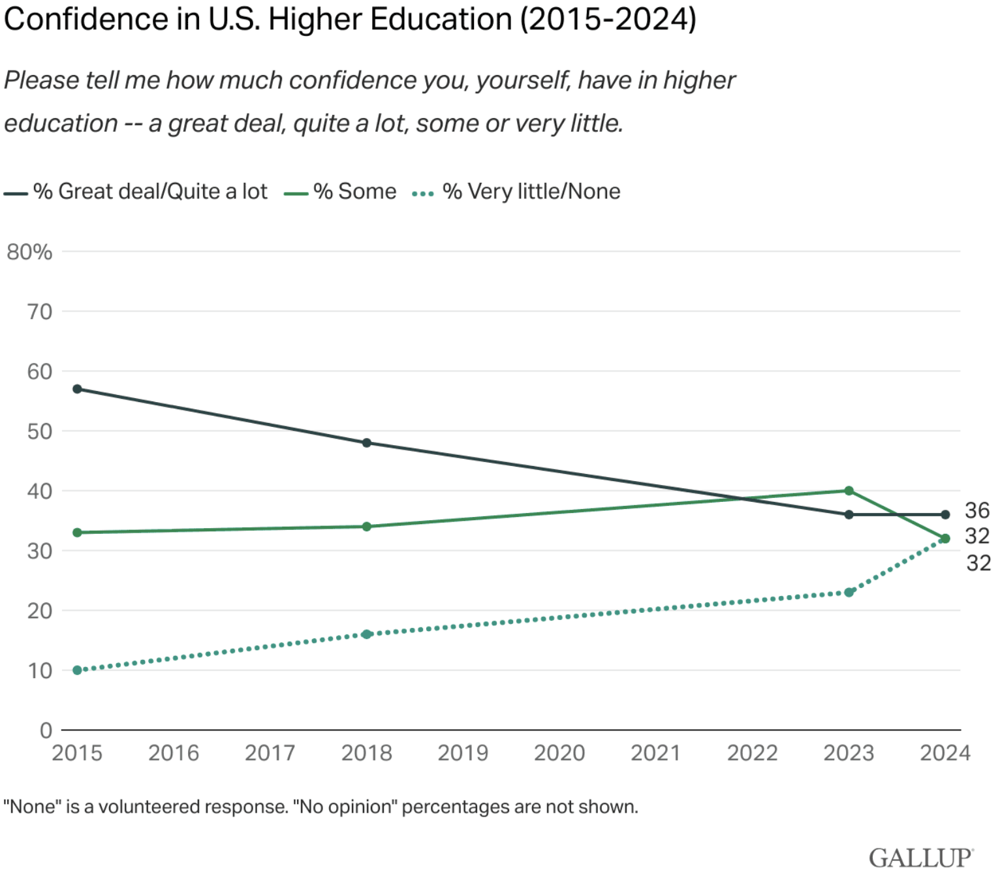 Confidence in U.S. Higher Education (2015-2024)
Please tell me how much confidence you, yourself, have in higher
education -- a great deal, quite a lot, some or very little.
% Great deal/Quite a lot % Some % Very little/None
80%
70
60
50
40
30
20
10
0
36
32
32
2015 2016 2017 2018 2019 2020 2021 2022 2023 2024
"None" is a volunteered response. "No opinion" percentages are not shown.
GALLUP®